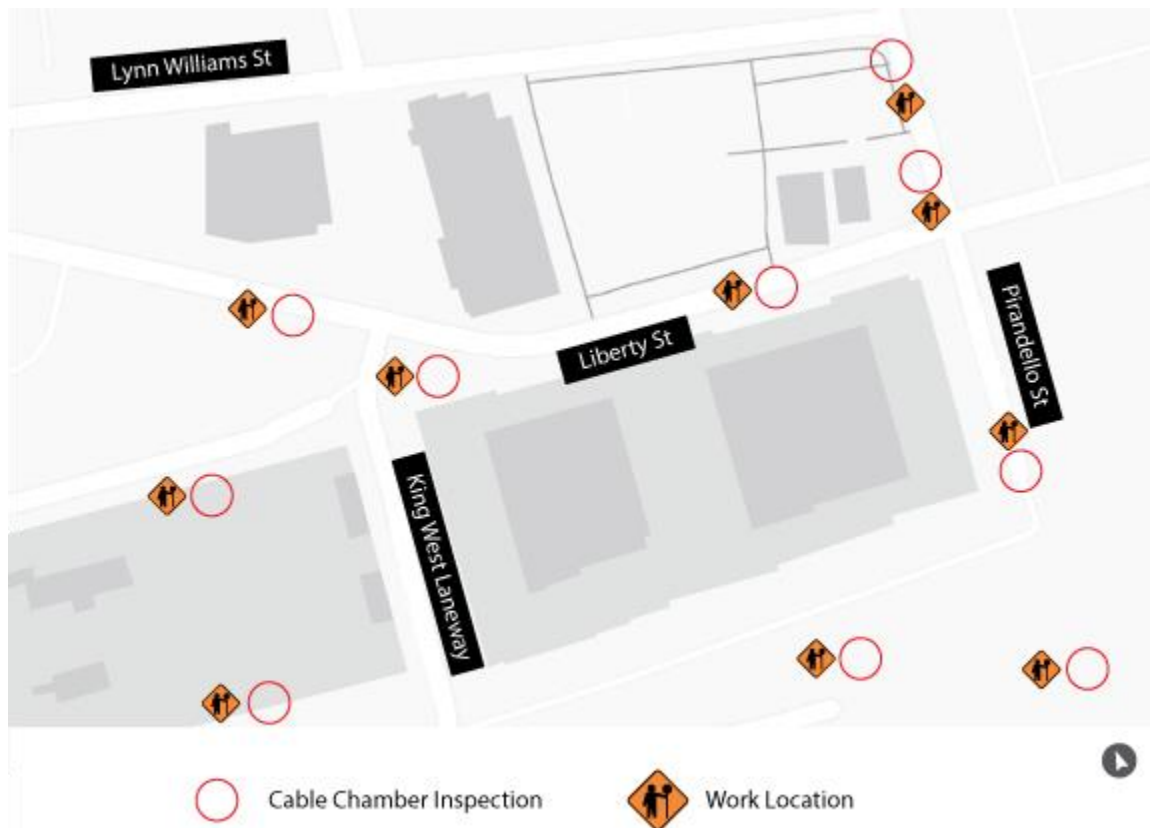 Lynn Williams St
Liberty St
Pirandello St
King West Laneway
Cable Chamber Inspection
Work Location